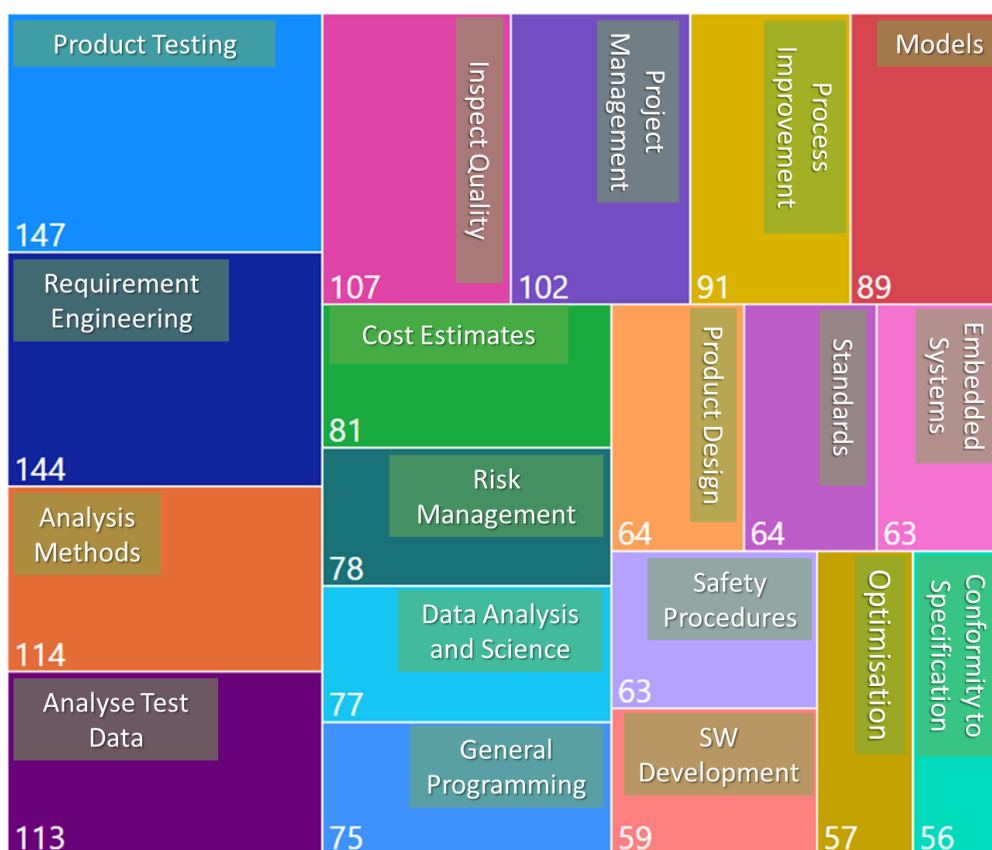 Product Testing
147
Requirement
Engineering
144
Analysis
Methods
114
Analyse Test
Data
113
Inspect Quality
107
Project
Management
102
Process
Improvement
91
Models
89
Cost Estimates
81
Risk
Management
78
Data Analysis
and Science
77
General
Programming
75
Product Design
64
Standards
64
Embedded
Systems
63
Safety
Procedures
63
SW
Development
59
Optimisation
57
Conformity to
Specification
56